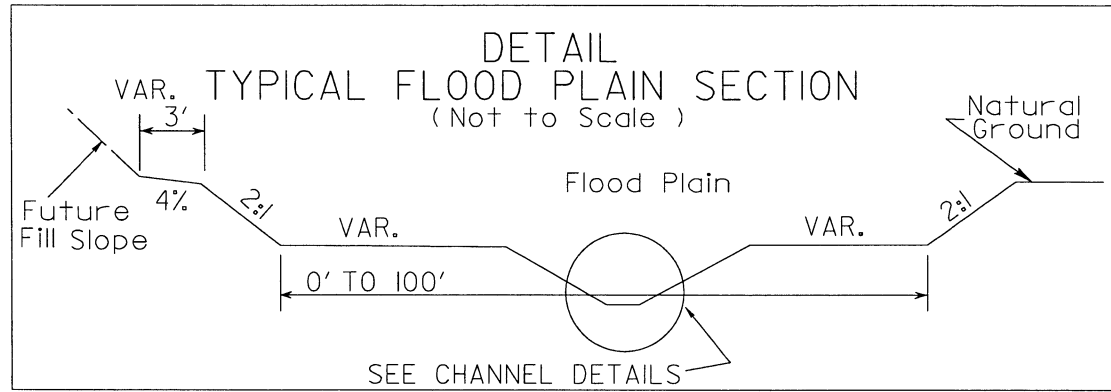 DETAIL
TYPICAL FLOOD PLAIN SECTION
( Not to Scale )
VAR.
3'
Natural
Ground
Flood Plain
4%
2:1
2:1
Future
Fill Slope
VAR.
VAR.
0' TO 100'
SEE CHANNEL DETAILS